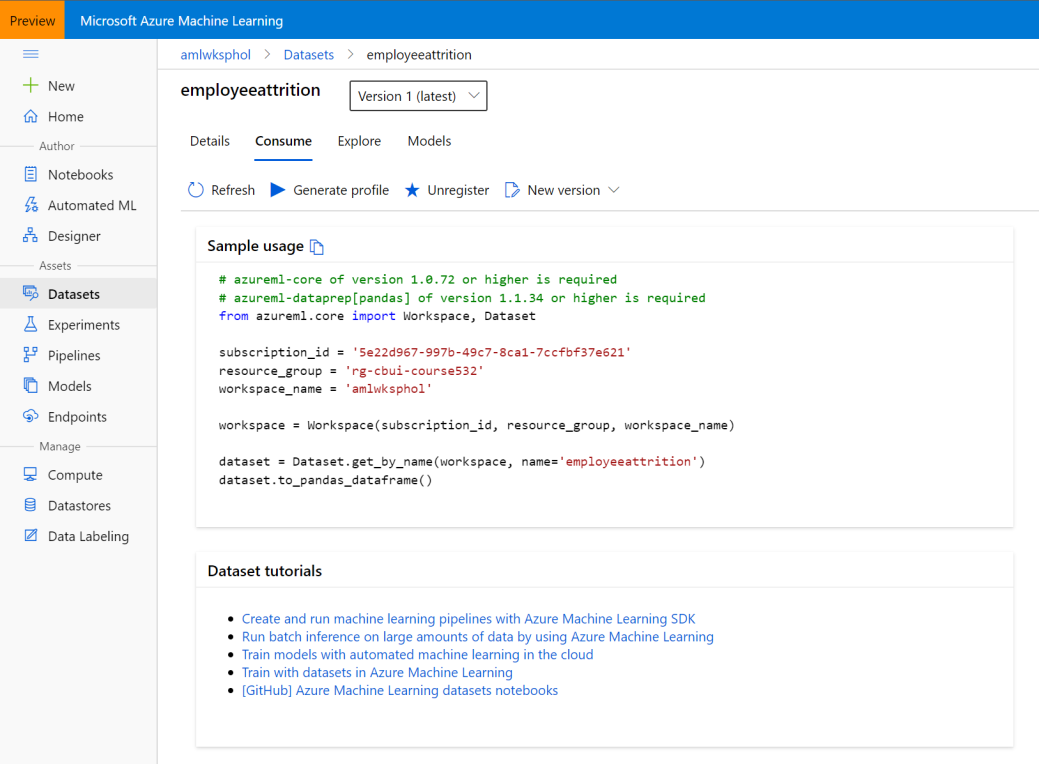 Preview Microsoft Azure Machine Learning
amlwksphol > Datasets > employeeattrition
New
Home
Author
Notebooks
Automated ML
Designer
Assets
Datasets
Experiments
Pipelines
Models
Endpoints
Manage
Compute
Datastores
Data Labeling
employeeattrition Version 1 (latest)
Details Consume Explore Models
Refresh Generate profile Unregister New version
Sample usage
# azureml-core of version 1.0.72 or higher is required
# azureml-dataprep[pandas] of version 1.1.34 or higher is required
from azureml.core import Workspace, Dataset
subscription_id = '5e22d967-997b-49c7-8ca1-7ccfbf37e621'
resource_group = 'rg-cbui-course532'
workspace_name = 'amlwksphol'
workspace = Workspace(subscription_id, resource_group, workspace_name)
dataset = Dataset.get_by_name(workspace, name='employeeattrition')
dataset.to_pandas_dataframe()
Dataset tutorials
• Create and run machine learning pipelines with Azure Machine Learning SDK
• Run batch inference on large amounts of data by using Azure Machine Learning
• Train models with automated machine learning in the cloud
• Train with datasets in Azure Machine Learning
• [GitHub] Azure Machine Learning datasets notebooks